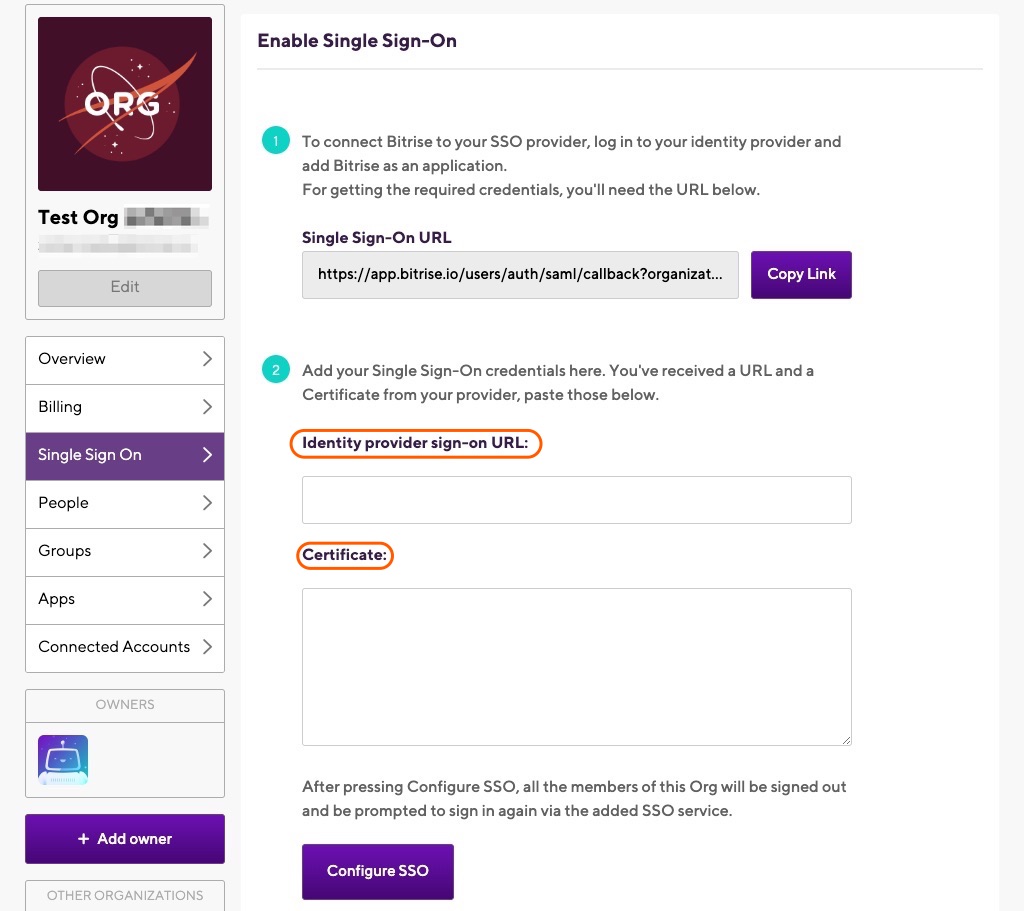 ORG
Test Org
Edit
Overview
Billing
Single Sign On
People
Groups
Apps
Connected Accounts
OWNERS
+ Add owner
OTHER ORGANIZATIONS
Enable Single Sign-On
1
To connect Bitrise to your SSO provider, log in to your identity provider and
add Bitrise as an application.
For getting the required credentials, you'll need the URL below.
Single Sign-On URL
https://app.bitrise.io/users/auth/saml/callback?organizat...
Copy Link
2
Add your Single Sign-On credentials here. You've received a URL and a
Certificate from your provider, paste those below.
Identity provider sign-on URL:
Certificate:
After pressing Configure SSO, all the members of this Org will be signed out
and be prompted to sign in again via the added SSO service.
Configure SSO